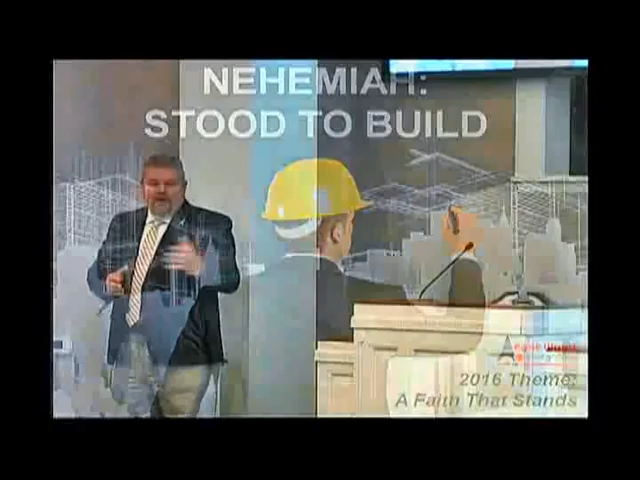 NEHEMIAH:
STOOD TO BUILD
2016 Theme:
A Faith That Stands